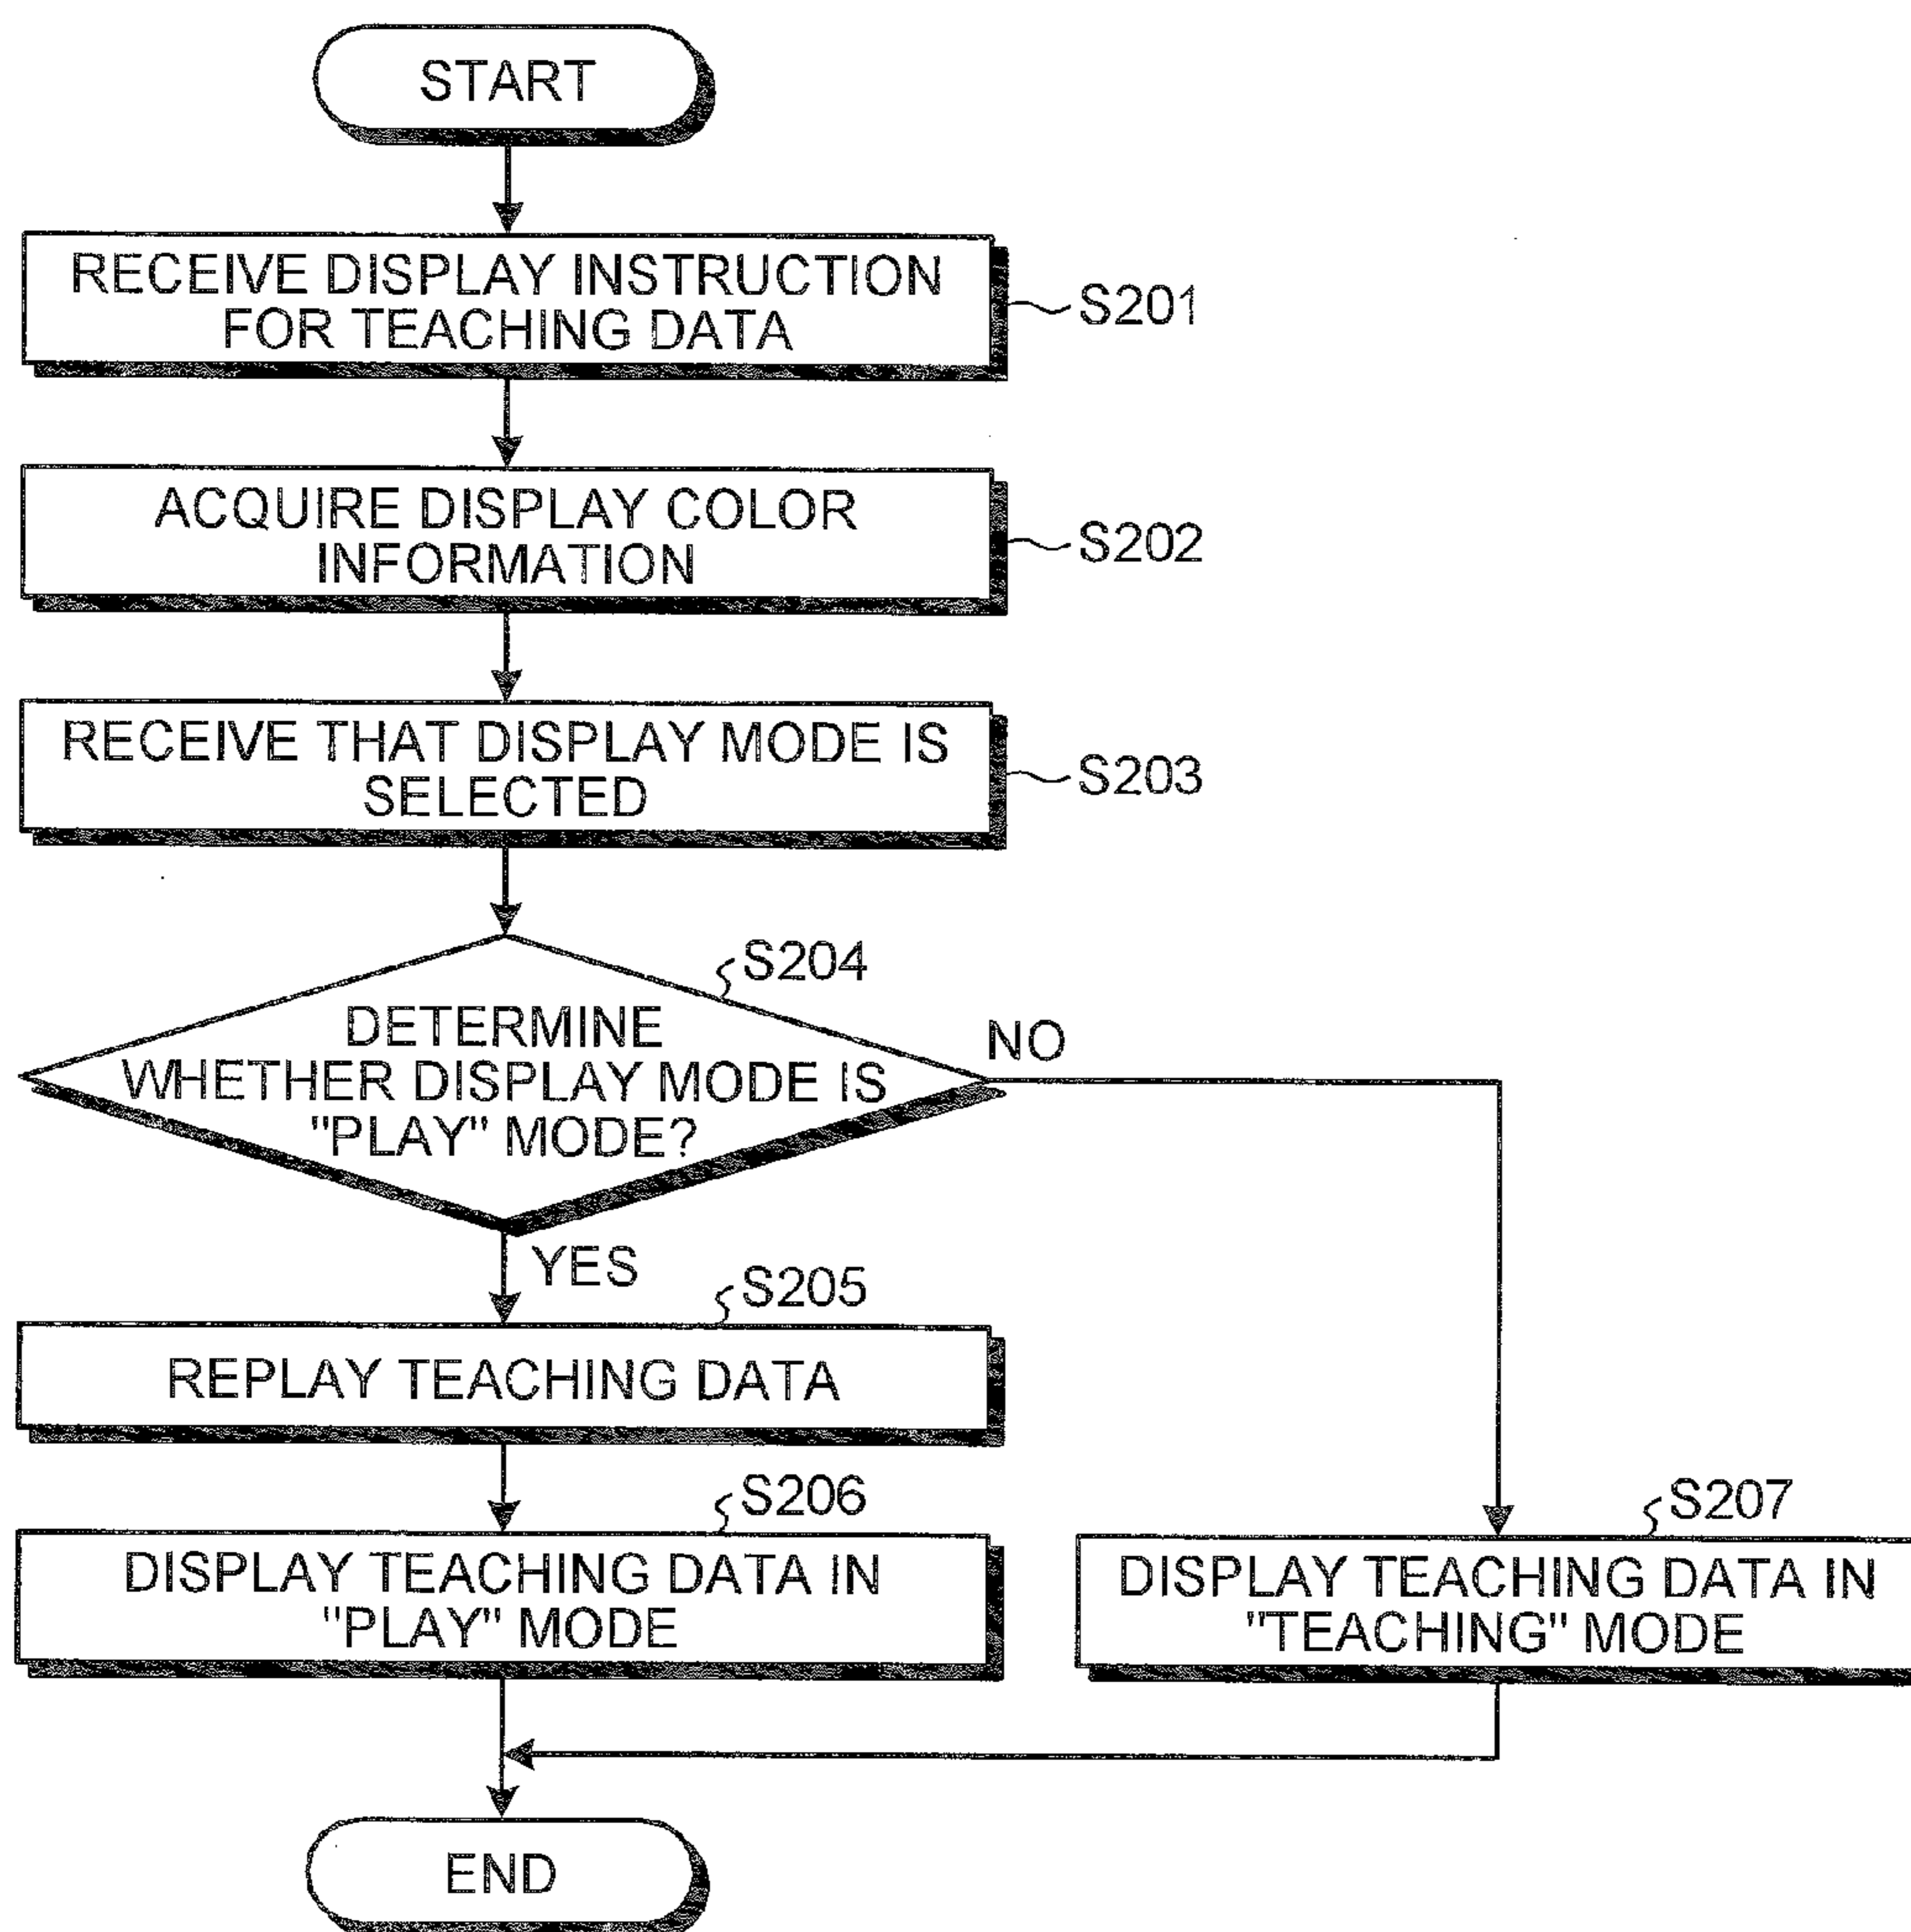 START
RECEIVE DISPLAY INSTRUCTION
FOR TEACHING DATA
S201
ACQUIRE DISPLAY COLOR
INFORMATION
S202
RECEIVE THAT DISPLAY MODE IS
SELECTED
S203
S204
DETERMINE
WHETHER DISPLAY MODE IS
"PLAY" MODE?
NO
YES
S205
REPLAY TEACHING DATA
S206
DISPLAY TEACHING DATA IN
"PLAY" MODE
S207
DISPLAY TEACHING DATA IN
"TEACHING" MODE
END